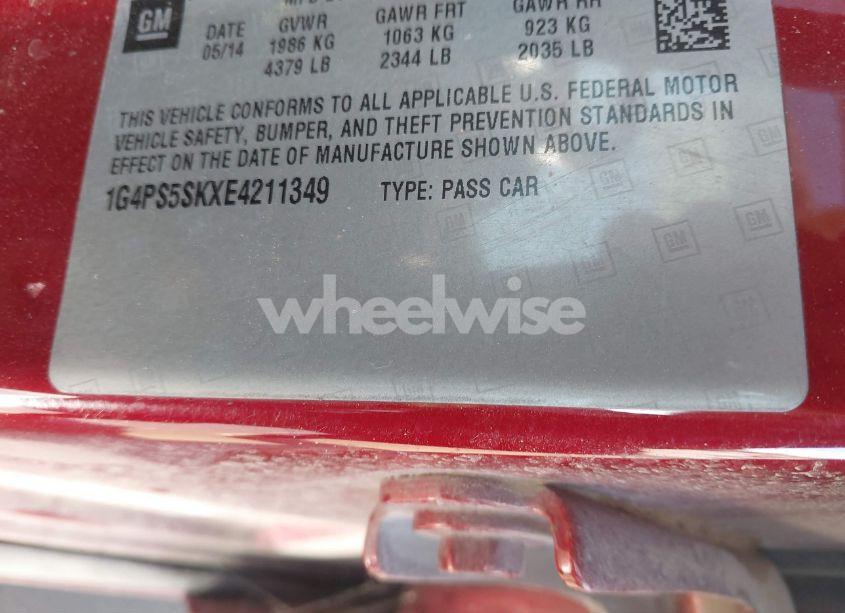 GM
DATE GVWR GAWR FRT GAWR RR
05/14 1986 KG 1063 KG 923 KG
4379 LB 2344 LB 2035 LB
THIS VEHICLE CONFORMS TO ALL APPLICABLE U.S. FEDERAL MOTOR
VEHICLE SAFETY, BUMPER, AND THEFT PREVENTION STANDARDS IN
EFFECT ON THE DATE OF MANUFACTURE SHOWN ABOVE.
1G4PS5SKXE4211349 TYPE: PASS CAR
wheelwise